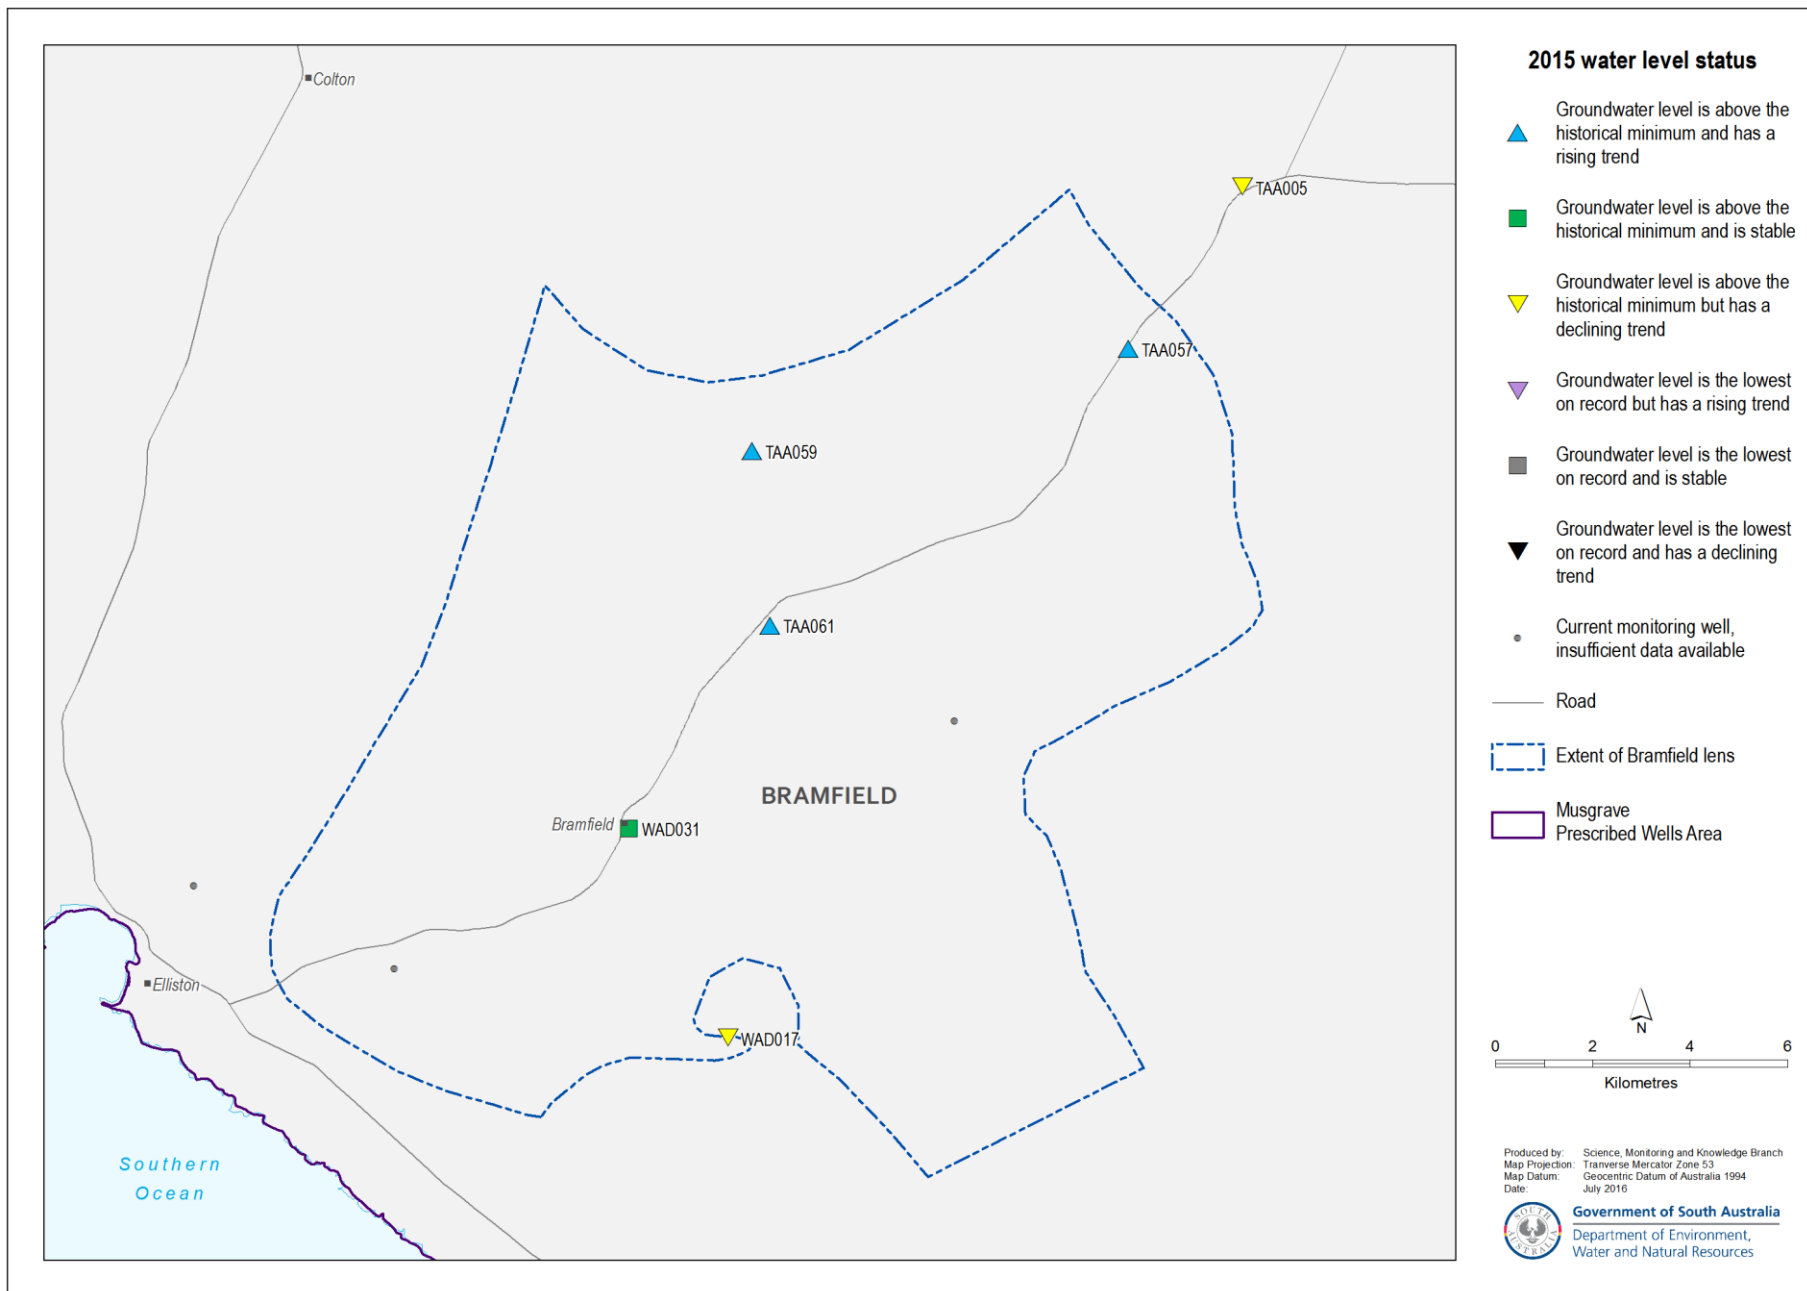 Colton
TAA005
TAA057
TAA059
TAA061
BRAMFIELD
Bramfield
WAD031
Elliston
WAD017
Southern
Ocean
2015 water level status
Groundwater level is above the
historical minimum and has a
rising trend
Groundwater level is above the
historical minimum and is stable
Groundwater level is above the
historical minimum but has a
declining trend
Groundwater level is the lowest
on record but has a rising trend
Groundwater level is the lowest
on record and is stable
Groundwater level is the lowest
on record and has a declining
trend
Current monitoring well,
insufficient data available
Road
Extent of Bramfield lens
Musgrave
Prescribed Wells Area
N
0 2 4 6
Kilometres
Produced by: Science, Monitoring and Knowledge Branch
Map Projection: Tranverse Mercator Zone 53
Map Datum: Geocentric Datum of Australia 1994
Date: July 2016
SOUTH AUSTRALIA
Government of South Australia
Department of Environment,
Water and Natural Resources